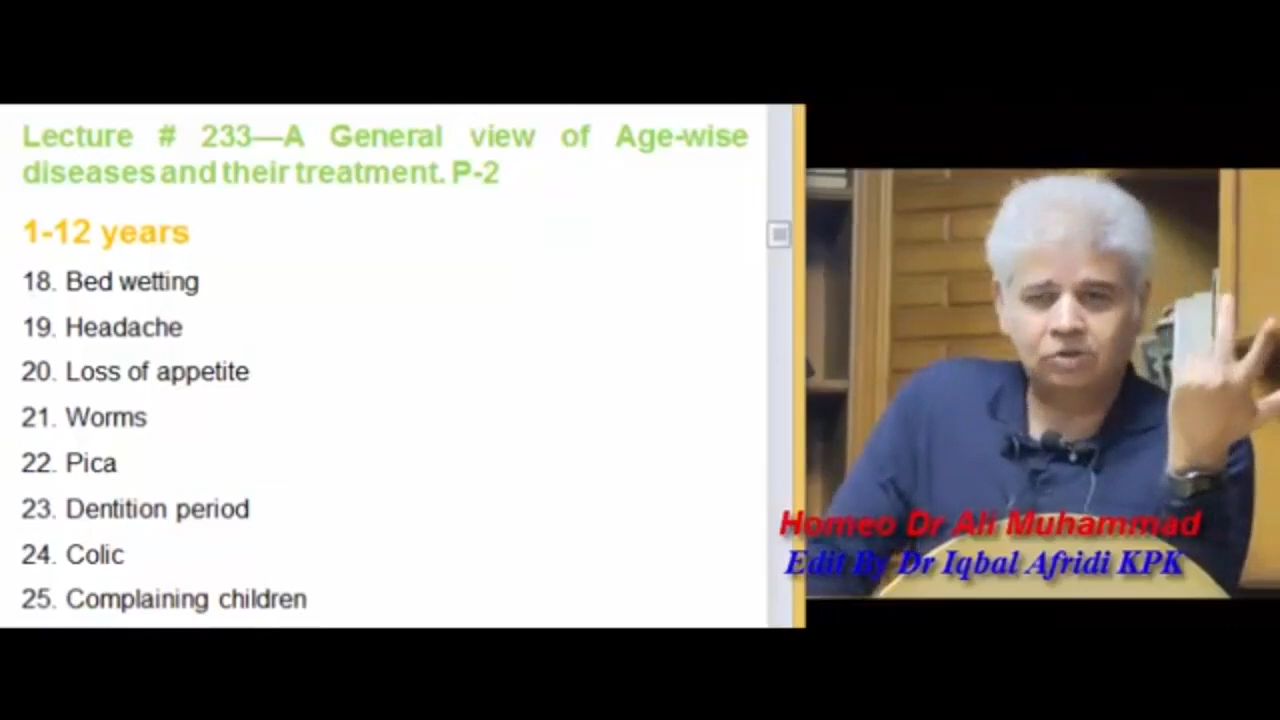 Lecture # 233—A General view of Age-wise
diseases and their treatment. P-2
1-12 years
18. Bed wetting
19. Headache
20. Loss of appetite
21. Worms
22. Pica
23. Dentition period
24. Colic
25. Complaining children
Homeo Dr Ali Muhammad
Edit By Dr Iqbal Afridi KPK